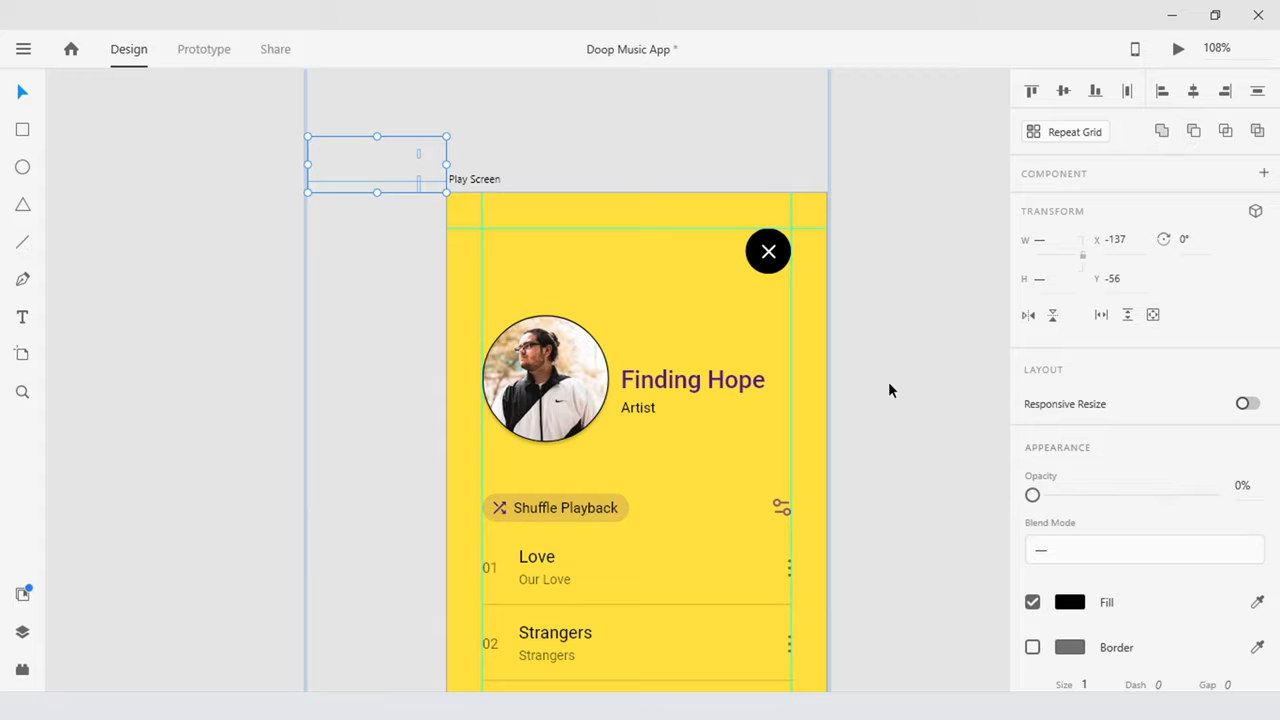 Design
Prototype
Share
Doop Music App *
108%
Repeat Grid
COMPONENT
TRANSFORM
W —
X -137
0°
H —
Y -56
LAYOUT
Responsive Resize
APPEARANCE
Opacity
0%
Blend Mode
—
Fill
Border
Size 1
Dash 0
Gap 0
Play Screen
Finding Hope
Artist
Shuffle Playback
01
Love
Our Love
02
Strangers
Strangers